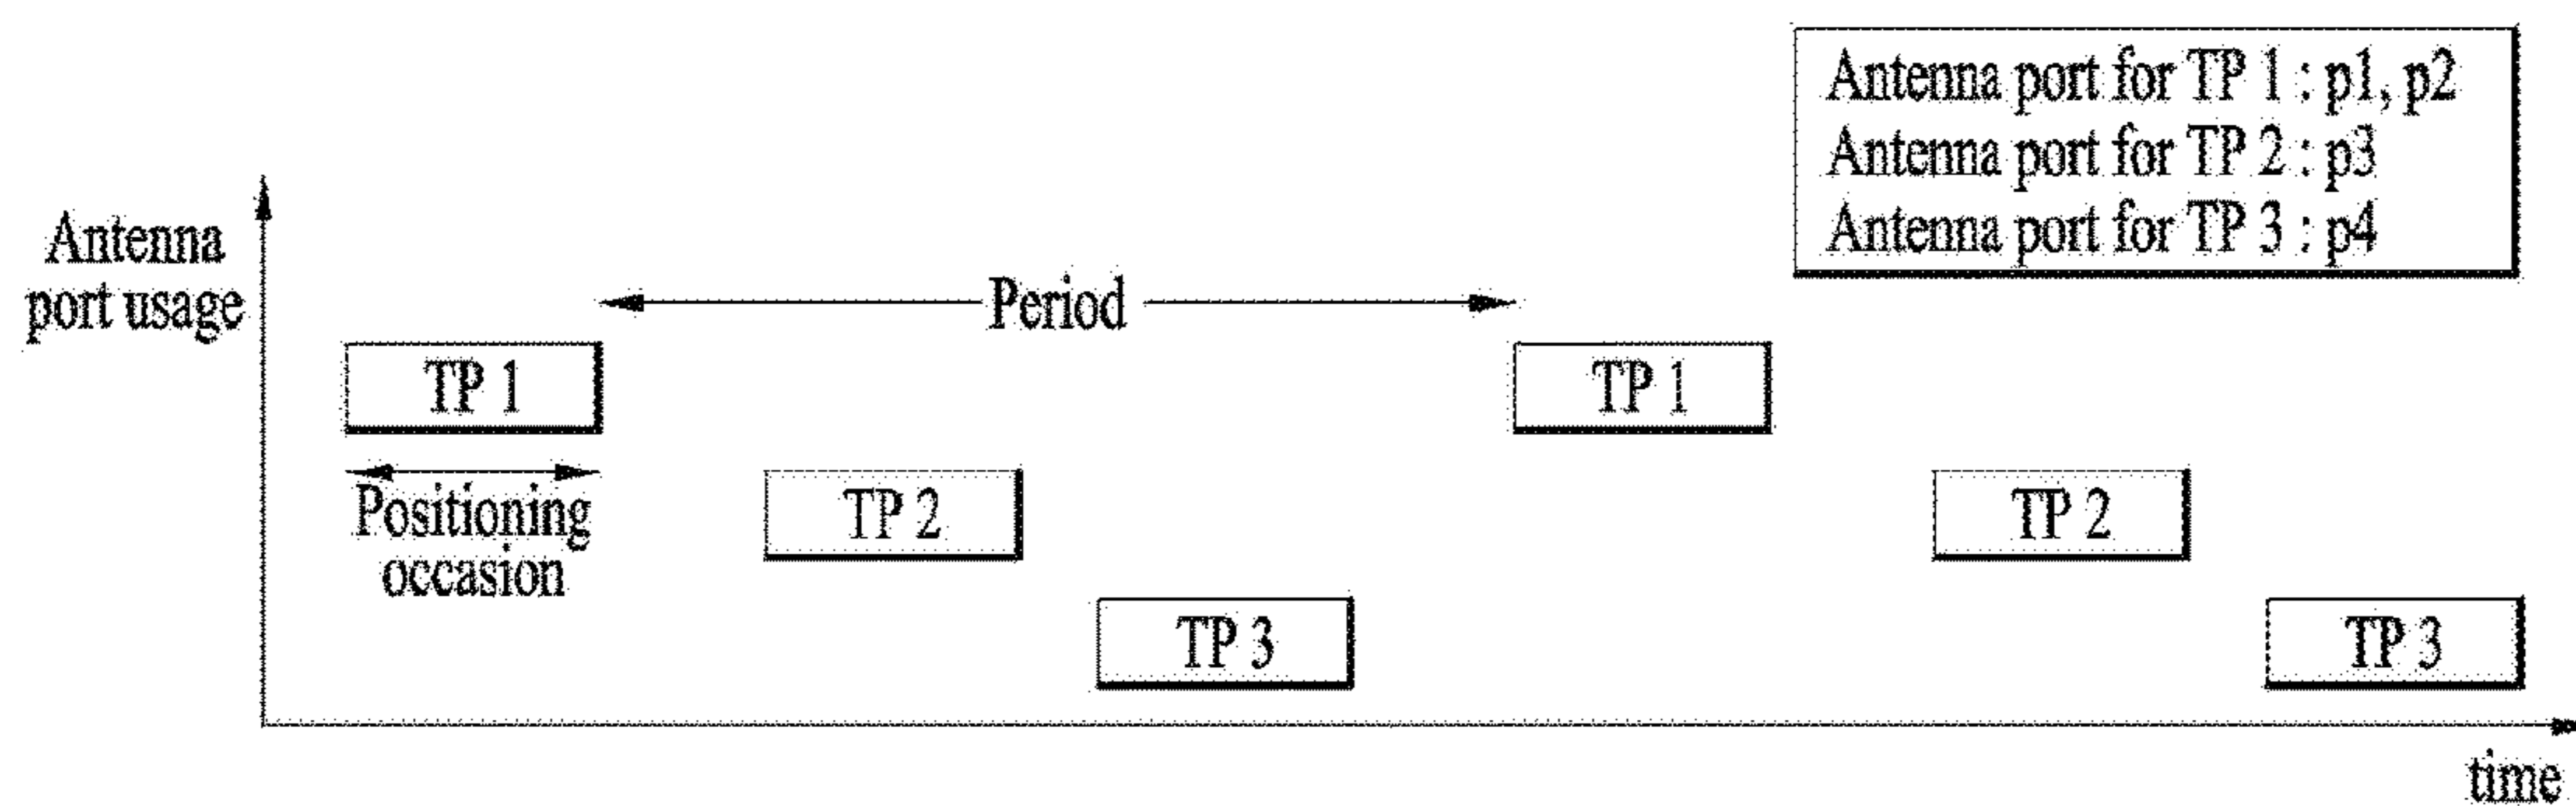 Antenna port for TP 1 : p1, p2
Antenna port for TP 2 : p3
Antenna port for TP 3 : p4
Antenna
port usage
Period
TP 1
TP 1
Positioning
occasion
TP 2
TP 2
TP 3
TP 3
time